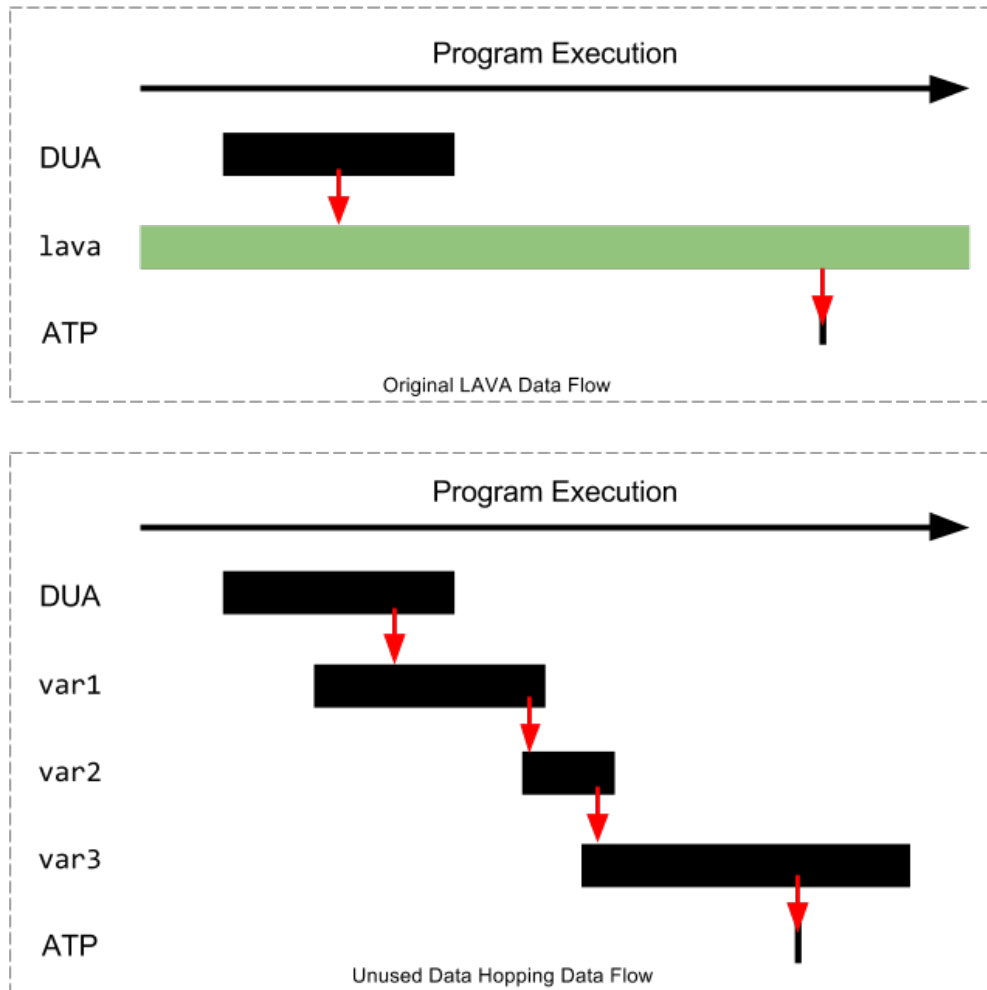 Program Execution
DUA
lava
ATP
Original LAVA Data Flow
Program Execution
DUA
var1
var2
var3
ATP
Unused Data Hopping Data Flow